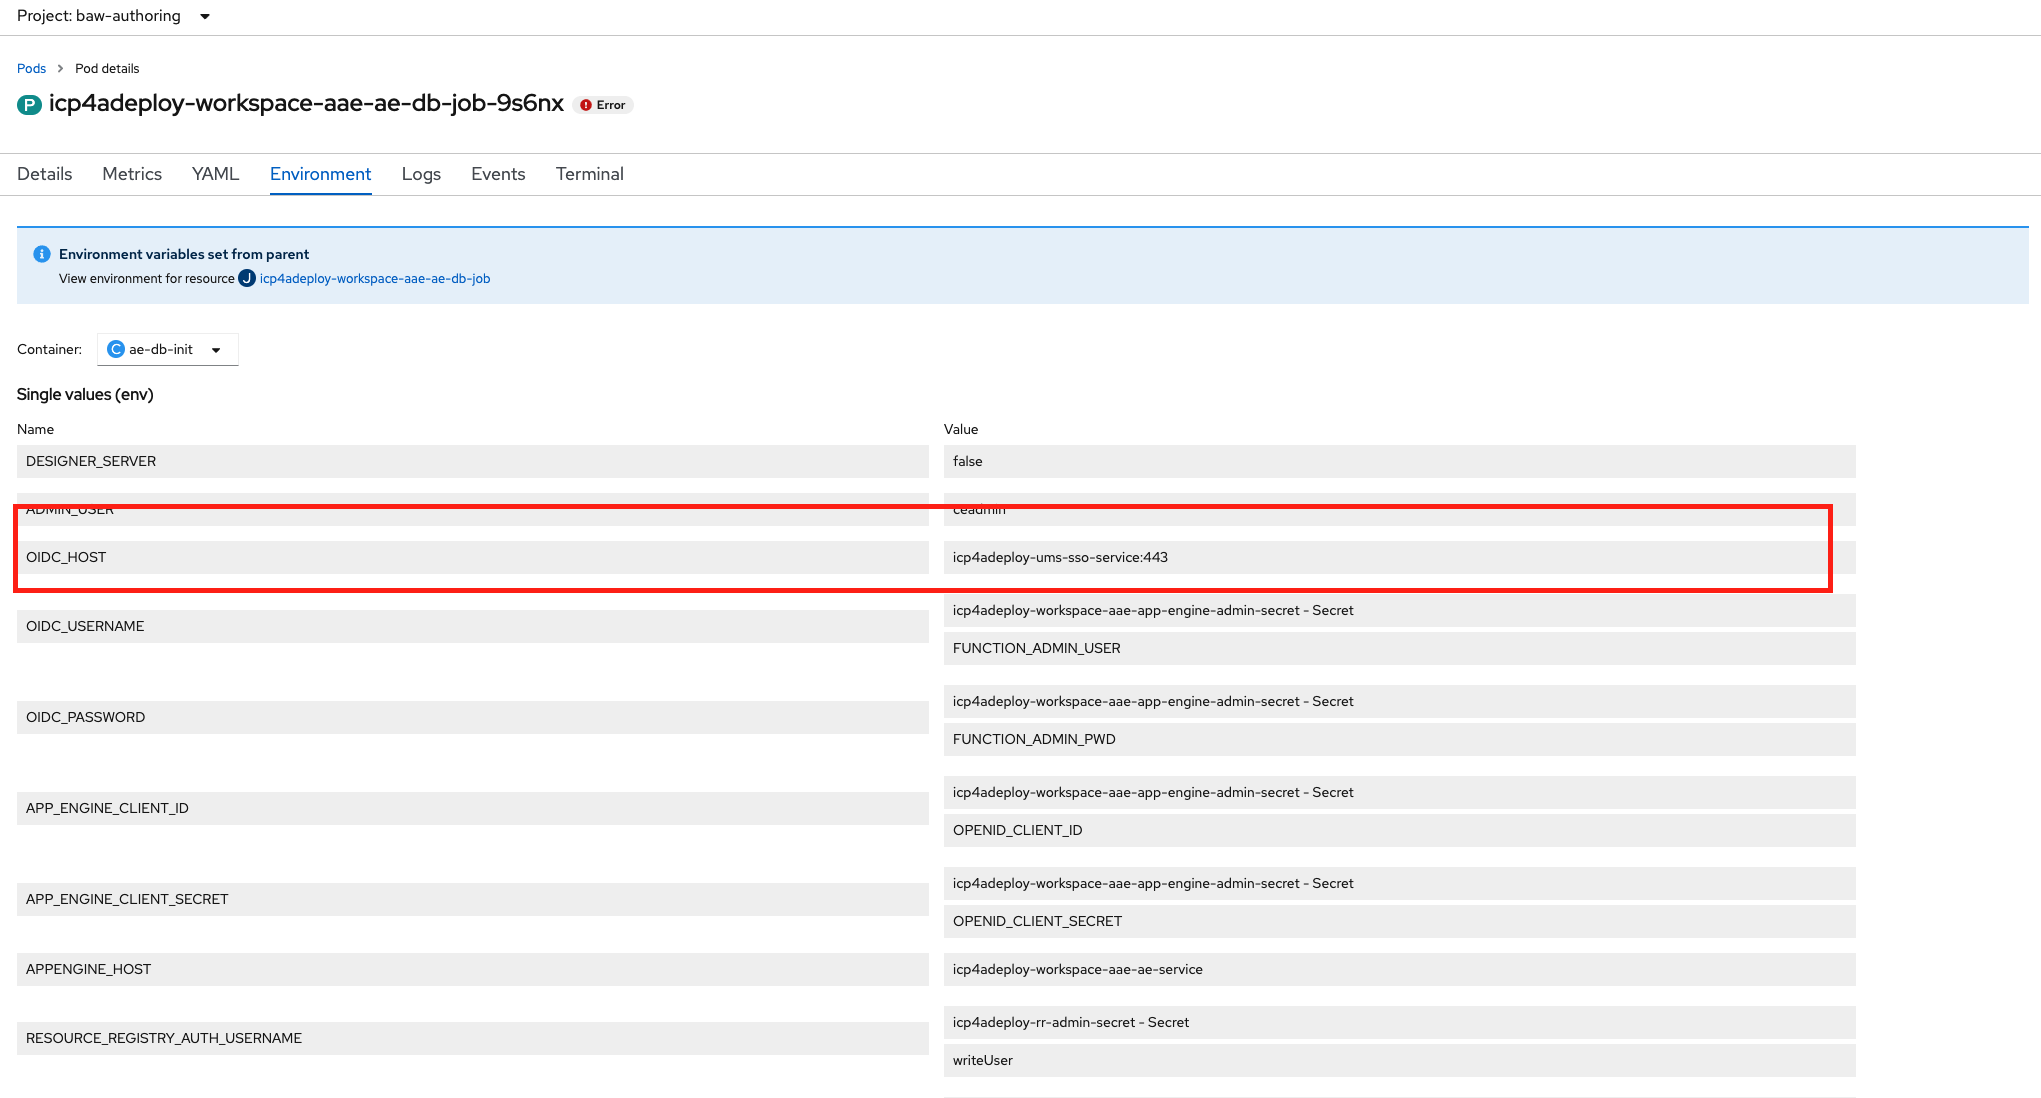 Project: baw-authoring
Pods > Pod details
P icp4adeploy-workspace-aae-ae-db-job-9s6nx Error
Details Metrics YAML Environment Logs Events Terminal
Environment variables set from parent
View environment for resource J icp4adeploy-workspace-aae-ae-db-job
Container: C ae-db-init
Single values (env)
Name Value
DESIGNER_SERVER false
ADMIN_USER ceadmin
OIDC_HOST icp4adeploy-ums-sso-service:443
icp4adeploy-workspace-aae-app-engine-admin-secret - Secret
OIDC_USERNAME
FUNCTION_ADMIN_USER
icp4adeploy-workspace-aae-app-engine-admin-secret - Secret
OIDC_PASSWORD
FUNCTION_ADMIN_PWD
icp4adeploy-workspace-aae-app-engine-admin-secret - Secret
APP_ENGINE_CLIENT_ID
OPENID_CLIENT_ID
icp4adeploy-workspace-aae-app-engine-admin-secret - Secret
APP_ENGINE_CLIENT_SECRET
OPENID_CLIENT_SECRET
APPENGINE_HOST icp4adeploy-workspace-aae-ae-service
icp4adeploy-rr-admin-secret - Secret
RESOURCE_REGISTRY_AUTH_USERNAME
writeUser